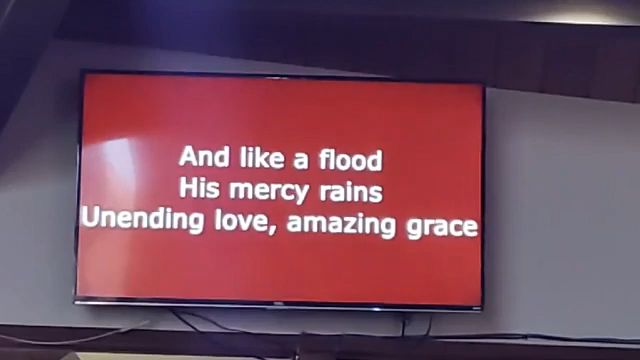 And like a flood
His mercy rains
Unending love, amazing grace